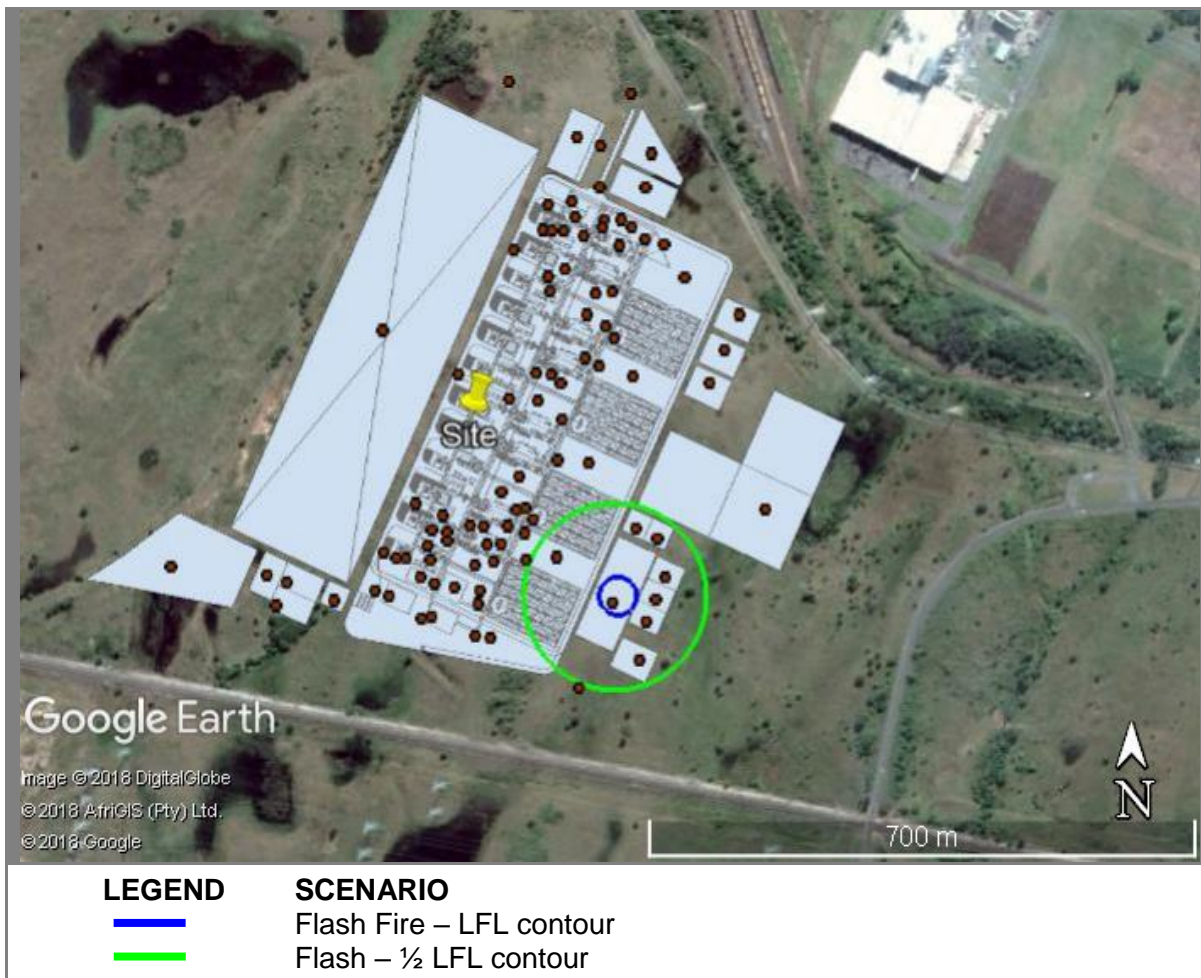 Site
Google Earth
Image © 2018 DigitalGlobe
© 2018 AfriGIS (Pty) Ltd.
© 2018 Google
N
700 m
LEGEND SCENARIO
Flash Fire – LFL contour
Flash – ½ LFL contour